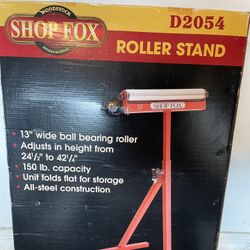 WOODSTOCK
SHOP FOX
INTERNATIONAL
D2054
ROLLER STAND
SHOP FOX
• 13" wide ball bearing roller
• Adjusts in height from
24½" to 42¼"
• 150 lb. capacity
• Unit folds flat for storage
• All-steel construction